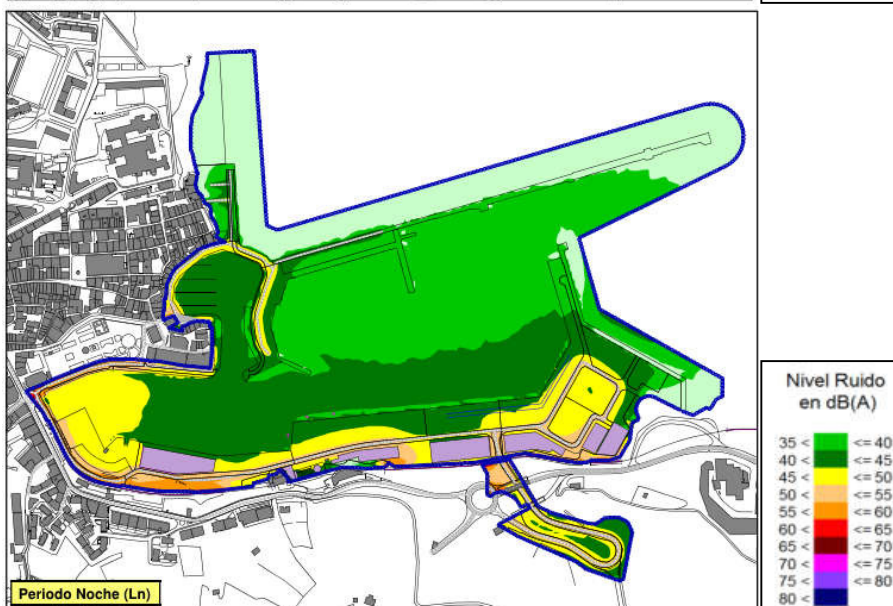 Periodo Noche (Ln)
Nivel Ruido
en dB(A)
35 < <= 40
40 < <= 45
45 < <= 50
50 < <= 55
55 < <= 60
60 < <= 65
65 < <= 70
70 < <= 75
75 < <= 80
80 <